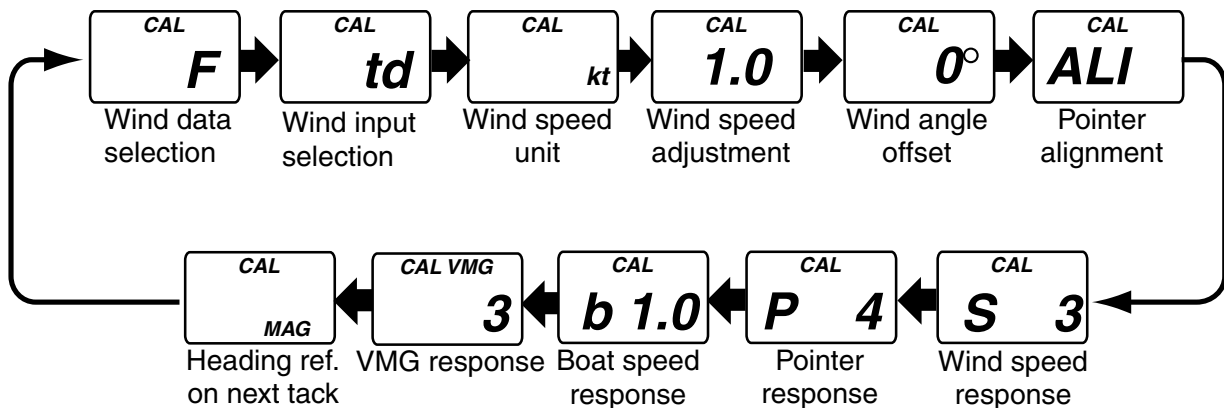 CAL
F
Wind data
selection
CAL
td
Wind input
selection
CAL
kt
Wind speed
unit
CAL
1.0
Wind speed
adjustment
CAL
0°
Wind angle
offset
CAL
ALI
Pointer
alignment
CAL
S 3
Wind speed
response
CAL
P 4
Pointer
response
CAL
b 1.0
Boat speed
response
CAL VMG
3
VMG response
CAL
MAG
Heading ref.
on next tack